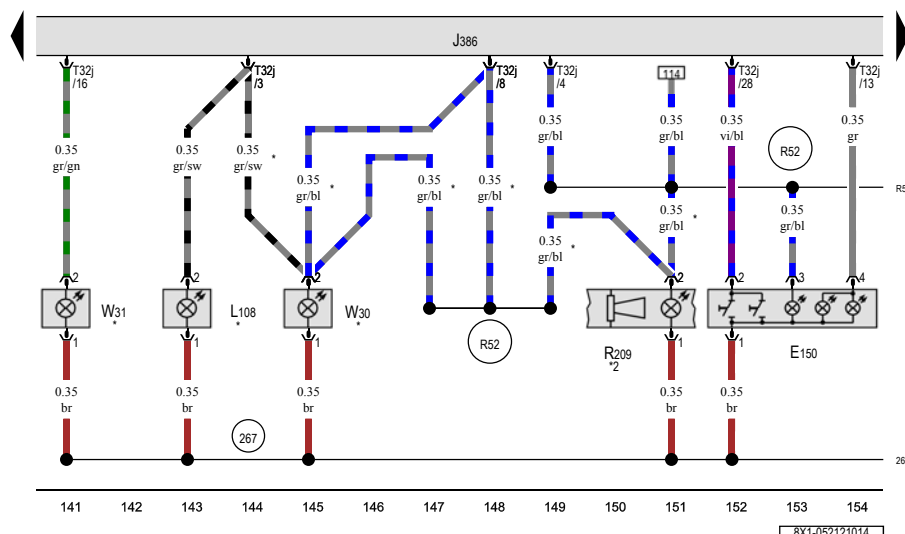 J386
T32j /16
T32j /3
T32j /8
T32j /4
114
T32j /28
T32j /13
0.35 gr/gn
0.35 gr/sw
0.35 gr/sw *
0.35 gr/bl
0.35 gr/bl
0.35 vi/bl
0.35 gr
R52
0.35 gr/bl *
0.35 gr/bl *
0.35 gr/bl *
0.35 gr/bl *
R5
0.35 gr/bl *
0.35 gr/bl *
0.35 gr/bl
2
2
2
2
2
3
4
W31 *
L108 *
W30 *
R52
R209 *2
E150
1
1
1
1
1
0.35 br
0.35 br
0.35 br
0.35 br
0.35 br
267
26
141 142 143 144 145 146 147 148 149 150 151 152 153 154
8X1-052121014